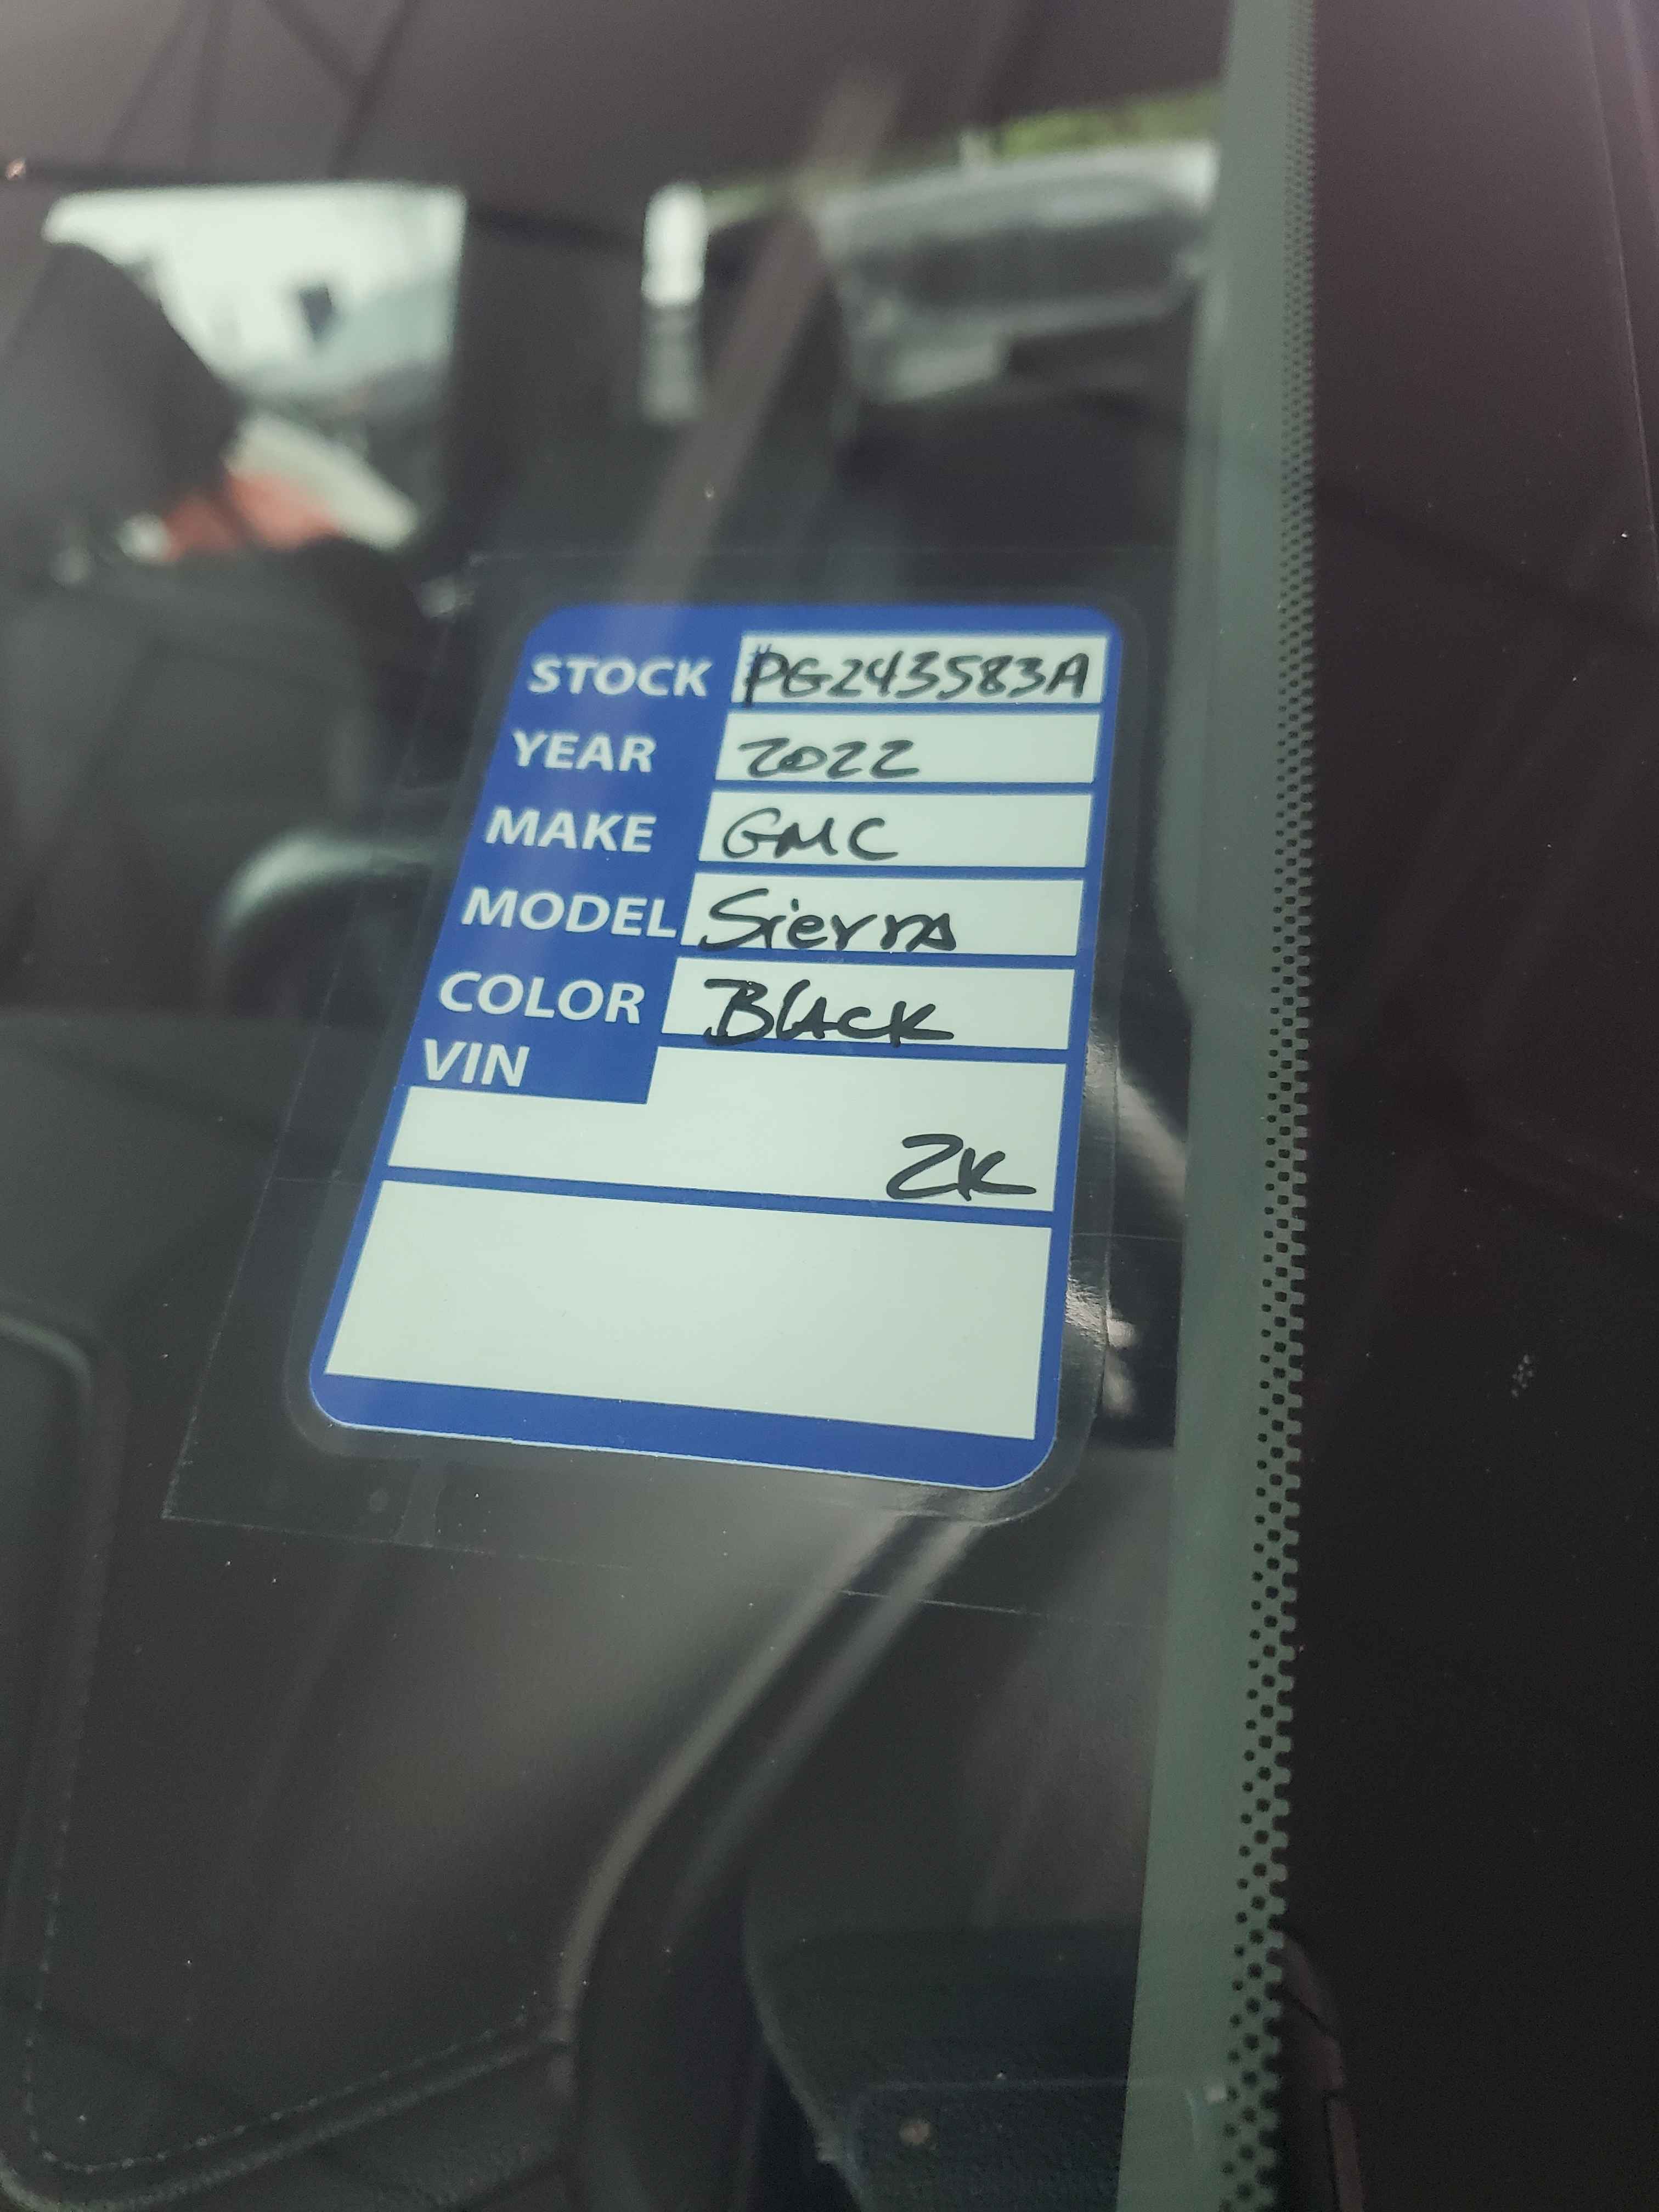 STOCK PG243583A
YEAR 2022
MAKE GMC
MODEL Sierra
COLOR Black
VIN
2K